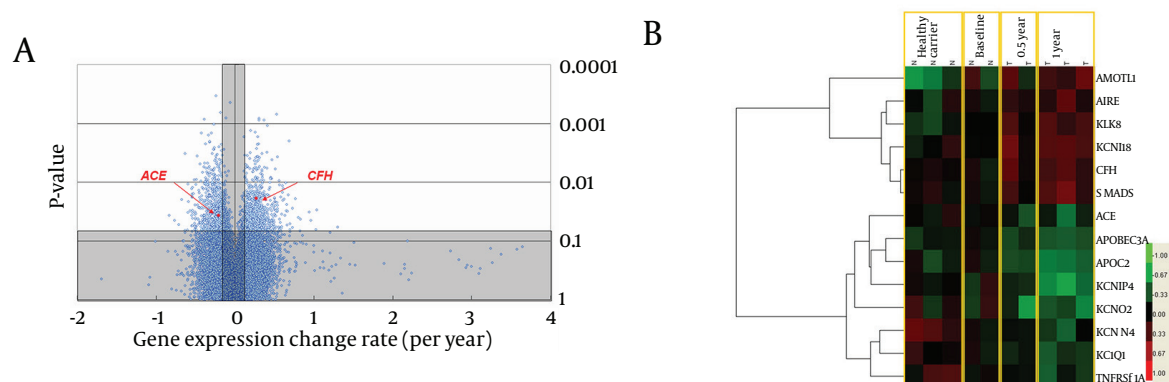 A
0.0001
0.001
0.01
0.1
1
P-value
ACE
CFH
-2
-1
0
1
2
3
4
Gene expression change rate (per year)
B
Healthy
carrier
Baseline
0.5 year
1 year
N N N N N T T T T T
AMOTL1
AIRE
KLK8
KCNI18
CFH
S MADS
ACE
APOBEC3A
APOC2
KCNIP4
KCNO2
KCN N4
KC1Q1
TNFRSf 1A
-1.00
-0.67
-0.33
0.00
0.33
0.67
1.00